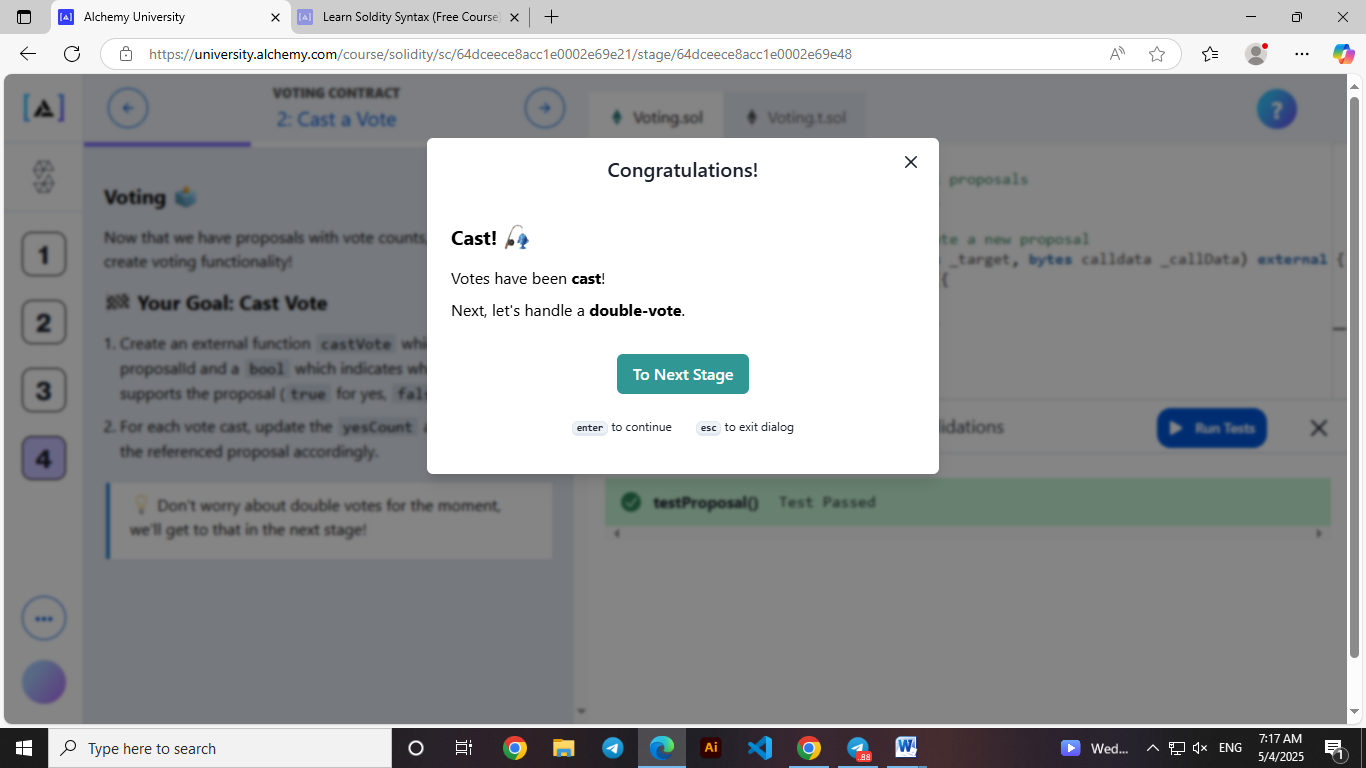 Alchemy University
Learn Soldity Syntax (Free Course)
https://university.alchemy.com/course/solidity/sc/64dceece8acc1e0002e69e21/stage/64dceece8acc1e0002e69e48
VOTING CONTRACT
2: Cast a Vote
Voting.sol
Voting.t.sol
?
1
2
3
4
Voting
Now that we have proposals with vote counts,
create voting functionality!
Your Goal: Cast Vote
1. Create an external function castVote
proposalId and a bool which indicates
supports the proposal ( true for yes,
2. For each vote cast, update the yesCount
the referenced proposal accordingly.
Don't worry about double votes for the moment,
we'll get to that in the next stage!
proposals
a new proposal
_target, bytes calldata _callData) external {
{
Congratulations!
Cast!
Votes have been cast!
Next, let's handle a double-vote.
To Next Stage
enter to continue
esc to exit dialog
Run Tests
testProposal() Test Passed
Type here to search
Ai
.88
Wed...
ENG
7:17 AM
5/4/2025
1